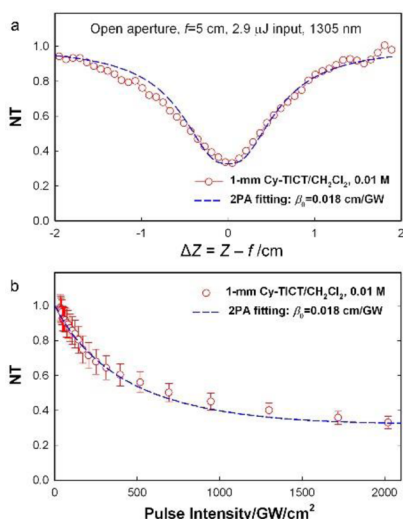 a
Open aperture, f=5 cm, 2.9 μJ input, 1305 nm
1.0
0.8
0.6
0.4
0.2
0.0
NT
1-mm Cy-TICT/CH2Cl2, 0.01 M
2PA fitting: β0=0.018 cm/GW
-2 -1 0 1 2
ΔZ = Z – f /cm
b
1.0
0.8
0.6
0.4
0.2
0.0
NT
1-mm Cy-TICT/CH2Cl2, 0.01 M
2PA fitting: β0=0.018 cm/GW
0 500 1000 1500 2000
Pulse Intensity/GW/cm²